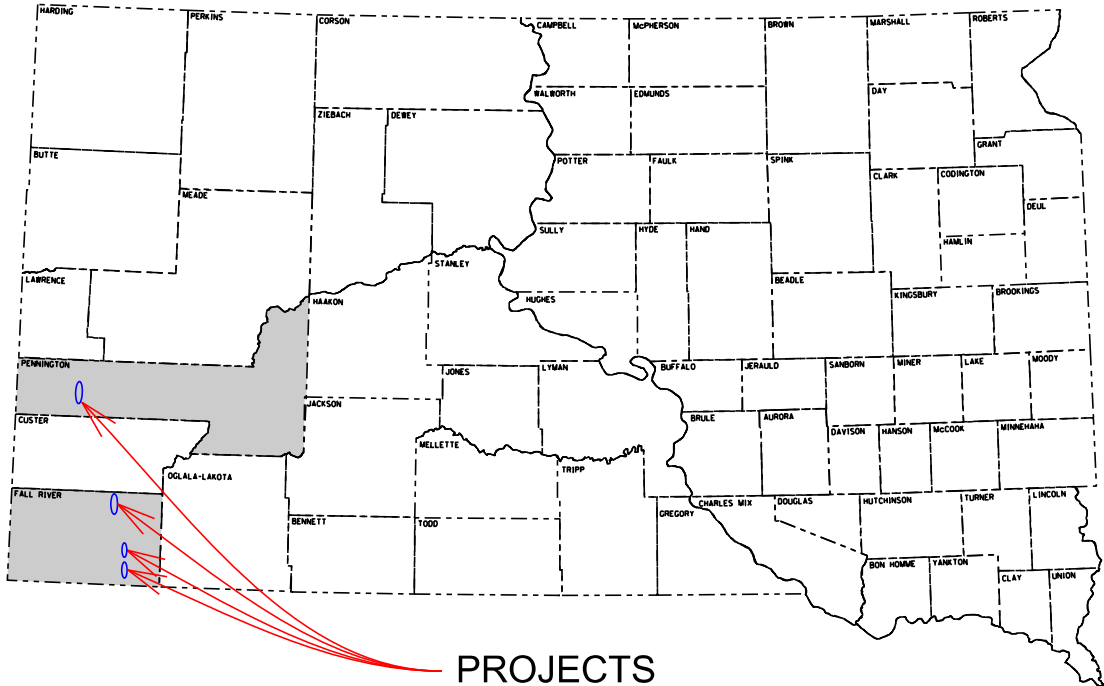 HARDING
PERKINS
CORSON
CAMPBELL
McPHERSON
BROWN
MARSHALL
ROBERTS
WALWORTH
EDMUNDS
DAY
ZIEBACH
DEWEY
GRANT
BUTTE
POTTER
FAULK
SPINK
CLARK
CODINGTON
MEADE
DEUL
SULLY
HYDE
HAND
HAMLIN
STANLEY
LAWRENCE
BEADLE
KINGSBURY
BROOKINGS
HAAKON
HUGHES
PENNINGTON
JONES
LYMAN
BUFFALO
JERAULD
SANBORN
MINER
LAKE
MOODY
JACKSON
CUSTER
BRULE
AURORA
DAVISON
HANSON
McCOOK
MINNEHAHA
MELLETTE
OGLALA-LAKOTA
TRIPP
FALL RIVER
GREGORY
CHARLES MIX
DOUGLAS
HUTCHINSON
TURNER
LINCOLN
BENNETT
TODD
BON HOMME
YANKTON
CLAY
UNION
PROJECTS